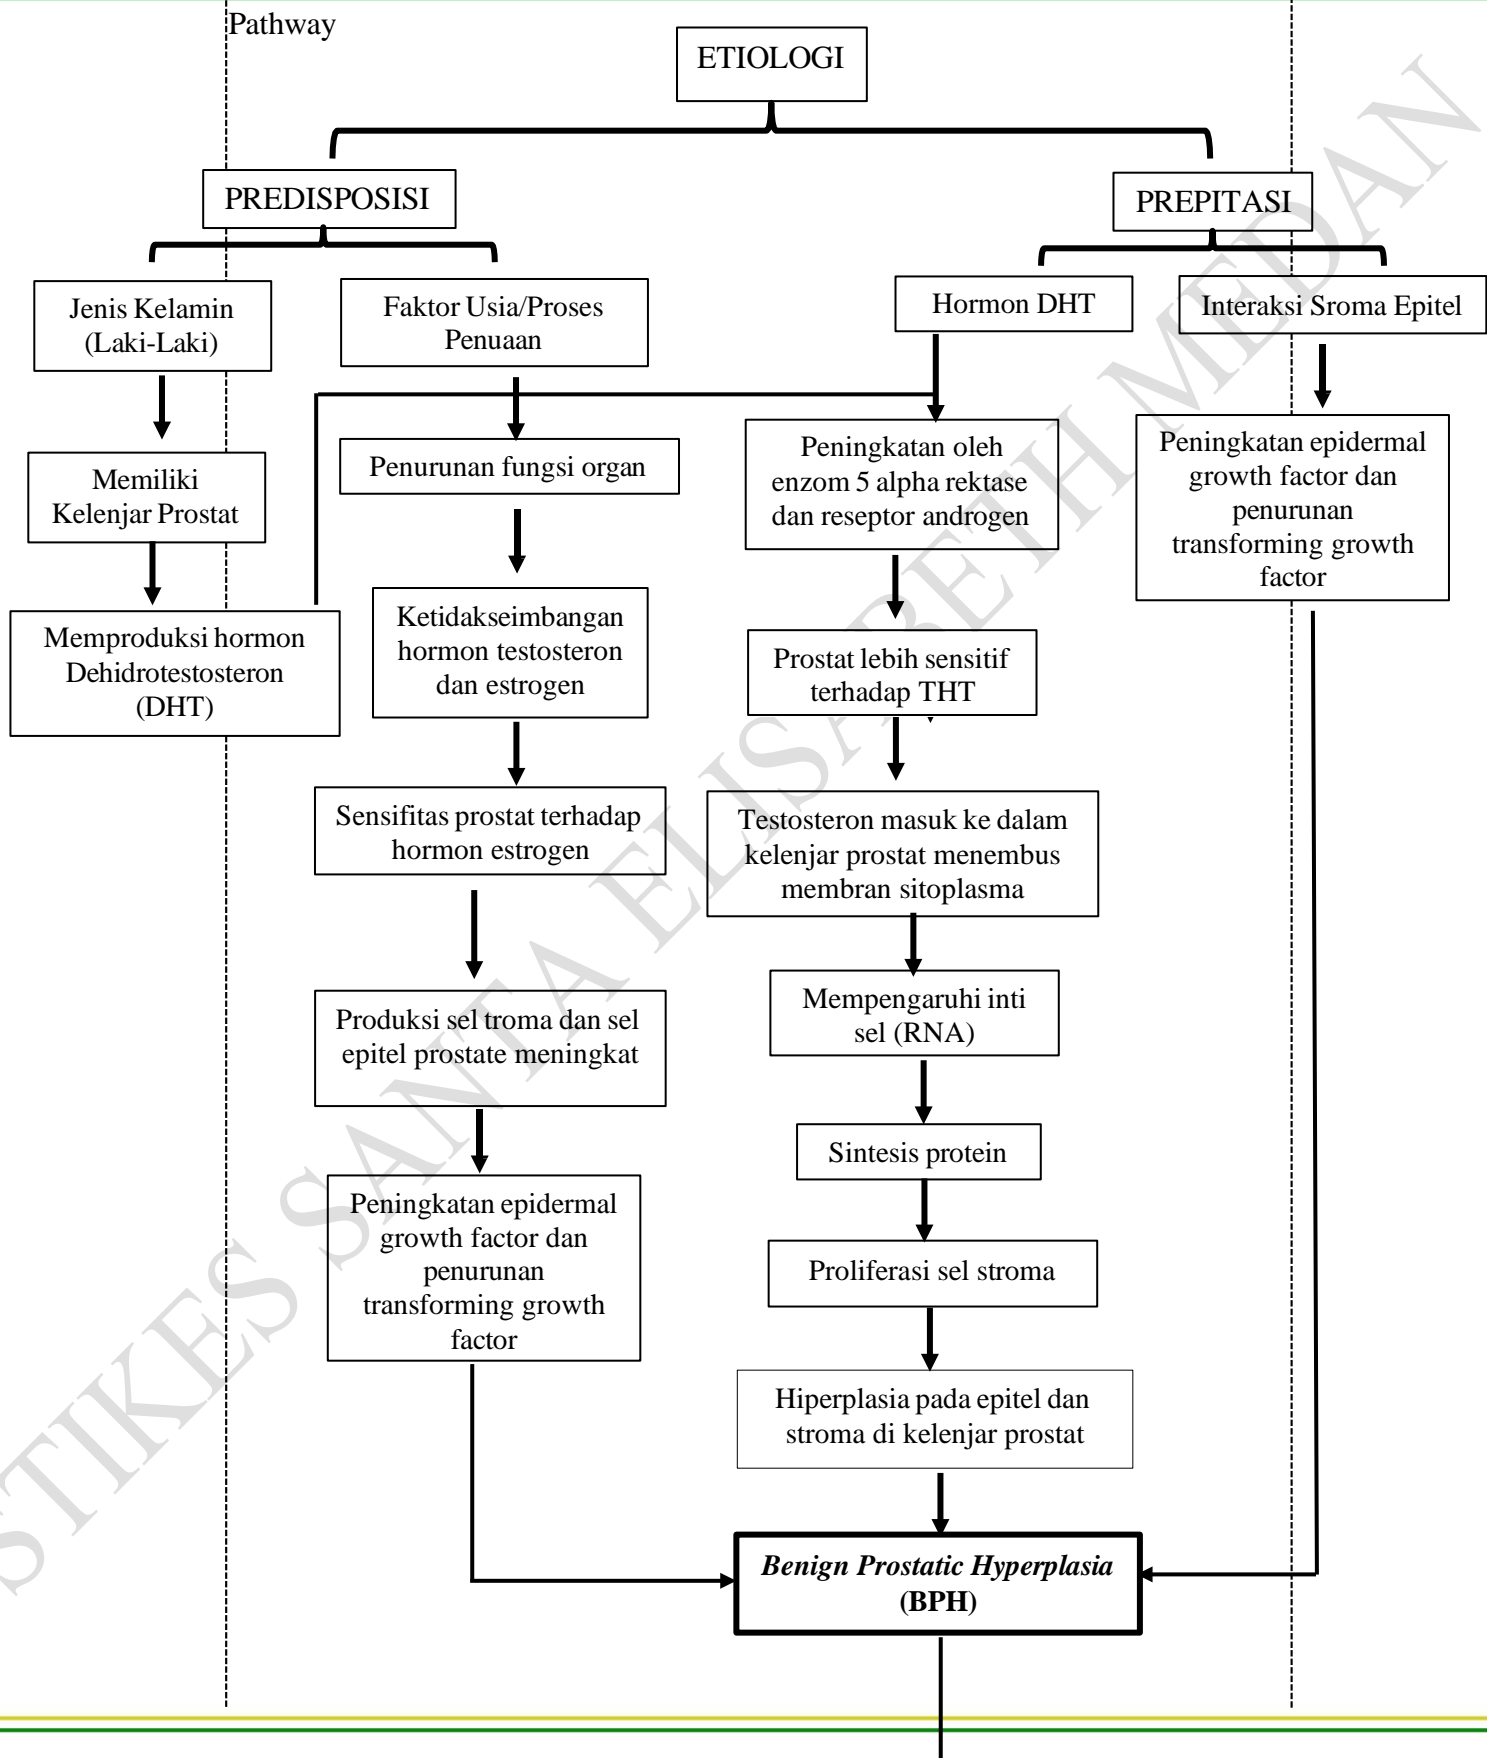 Pathway
ETIOLOGI
PREDISPOSISI
PREPITASI
Jenis Kelamin
(Laki-Laki)
Faktor Usia/Proses
Penuaan
Hormon DHT
Interaksi Sroma Epitel
Memiliki
Kelenjar Prostat
Penurunan fungsi organ
Peningkatan oleh
enzom 5 alpha rektase
dan reseptor androgen
Peningkatan epidermal
growth factor dan
penurunan
transforming growth
factor
Memproduksi hormon
Dehidrotestosteron
(DHT)
Ketidakseimbangan
hormon testosteron
dan estrogen
Prostat lebih sensitif
terhadap THT
Sensifitas prostat terhadap
hormon estrogen
Testosteron masuk ke dalam
kelenjar prostat menembus
membran sitoplasma
Produksi sel troma dan sel
epitel prostate meningkat
Mempengaruhi inti
sel (RNA)
Sintesis protein
Peningkatan epidermal
growth factor dan
penurunan
transforming growth
factor
Proliferasi sel stroma
Hiperplasia pada epitel dan
stroma di kelenjar prostat
Benign Prostatic Hyperplasia
(BPH)
STIKES SANTA ELISABETH MEDAN